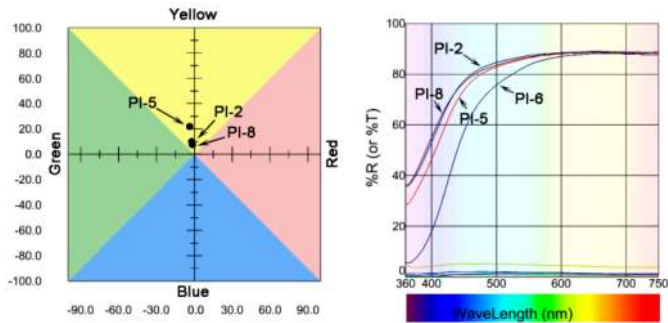 Yellow
100.0
80.0
60.0
40.0
20.0
0.0
-20.0
-40.0
-60.0
-80.0
-100.0
Green
Red
Blue
PI-5
PI-2
PI-8
-90.0 -60.0 -30.0 0.0 30.0 60.0 90.0
%R (or %T)
100
80
60
40
20
0
PI-2
PI-8
PI-5
PI-6
360 400 500 600 700 750
WaveLength (nm)